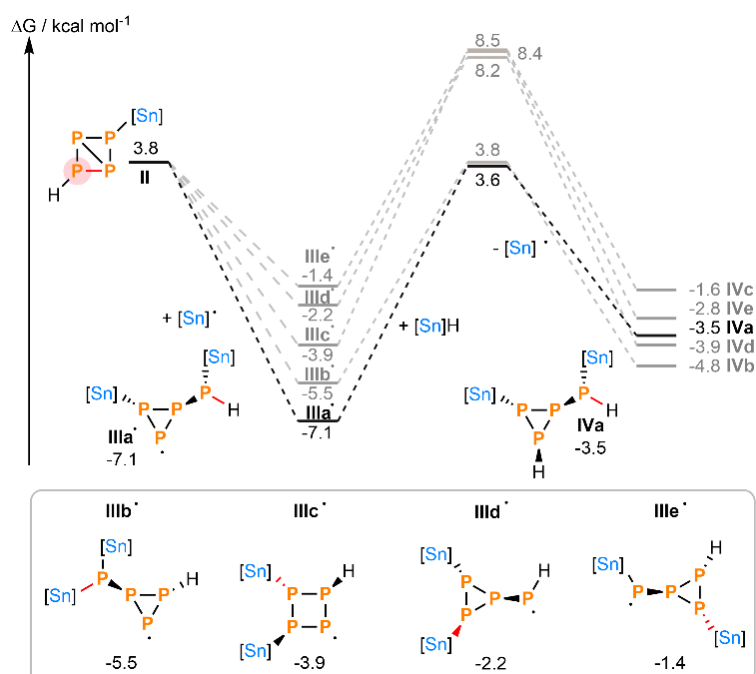 ΔG / kcal mol⁻¹
[Sn]
P P
P P
H
3.8
II
8.5
8.4
8.2
3.8
3.6
- [Sn]˙
IIIe˙
-1.4
IIId˙
-2.2
IIIc˙
-3.9
IIIb˙
-5.5
IIIa˙
-7.1
+ [Sn]˙
+ [Sn]H
-1.6 IVc
-2.8 IVe
-3.5 IVa
-3.9 IVd
-4.8 IVb
[Sn]
[Sn] P H
P P
P
IIIa˙
-7.1
[Sn]
[Sn] P H
P P
P
H
IVa
-3.5
IIIb˙ IIIc˙ IIId˙ IIIe˙
[Sn]
[Sn] P H
P P
P
-5.5
[Sn] H
P P
P P
[Sn]
-3.9
[Sn] H
P
P P
P
[Sn]
-2.2
[Sn] H
P
P P
P
[Sn]
-1.4